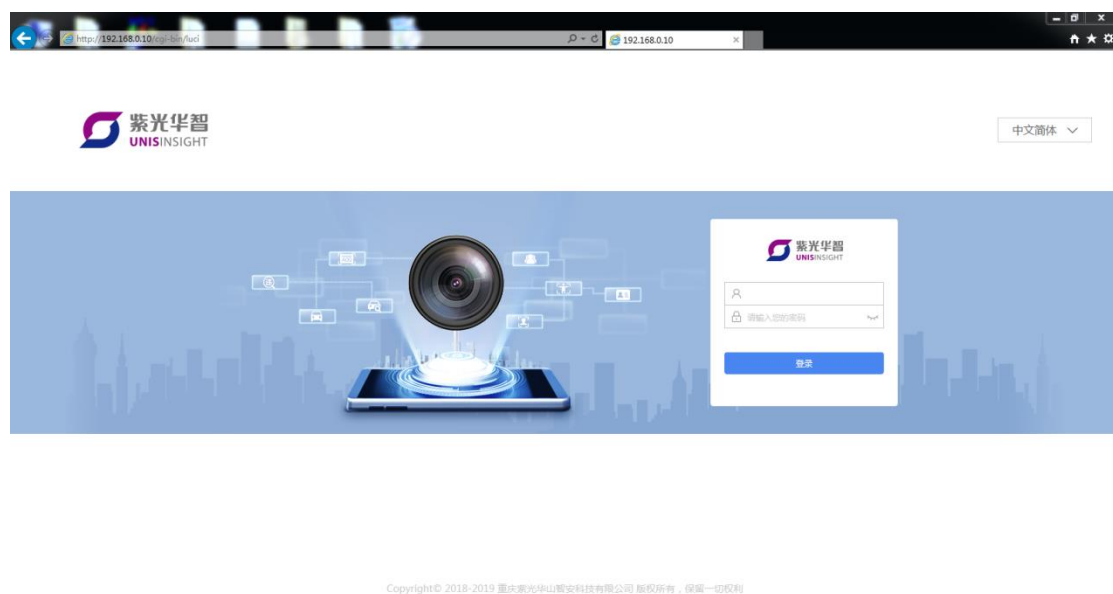 http://192.168.0.10/cgi-bin/luci
192.168.0.10
紫光华智
UNISINSIGHT
中文简体
紫光华智
UNISINSIGHT
请输入您的密码
登录
Copyright© 2018-2019 重庆紫光华山智安科技有限公司 版权所有，保留一切权利